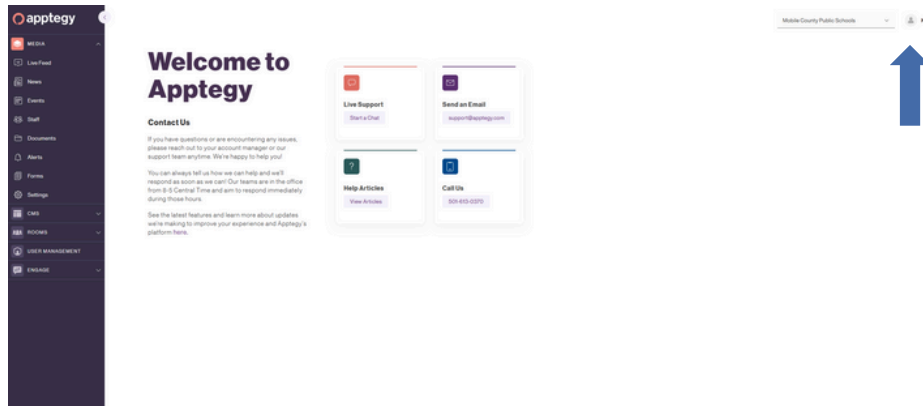 apptegy
MEDIA
Live Feed
News
Events
Staff
Documents
Alerts
Forms
Settings
CMS
ROOMS
USER MANAGEMENT
ENGAGE
Mobile County Public Schools
Welcome to
Apptegy
Contact Us
If you have questions or are encountering any issues,
please reach out to your account manager or our
support team anytime. We're happy to help you!
You can always tell us how we can help and we'll
respond as soon as we can! Our teams are in the office
from 8-5 Central Time and aim to respond immediately
during those hours.
See the latest features and learn more about updates
we're making to improve your experience and Apptegy's
platform here.
Live Support
Start a Chat
Send an Email
support@apptegy.com
Help Articles
View Articles
Call Us
501-613-0370